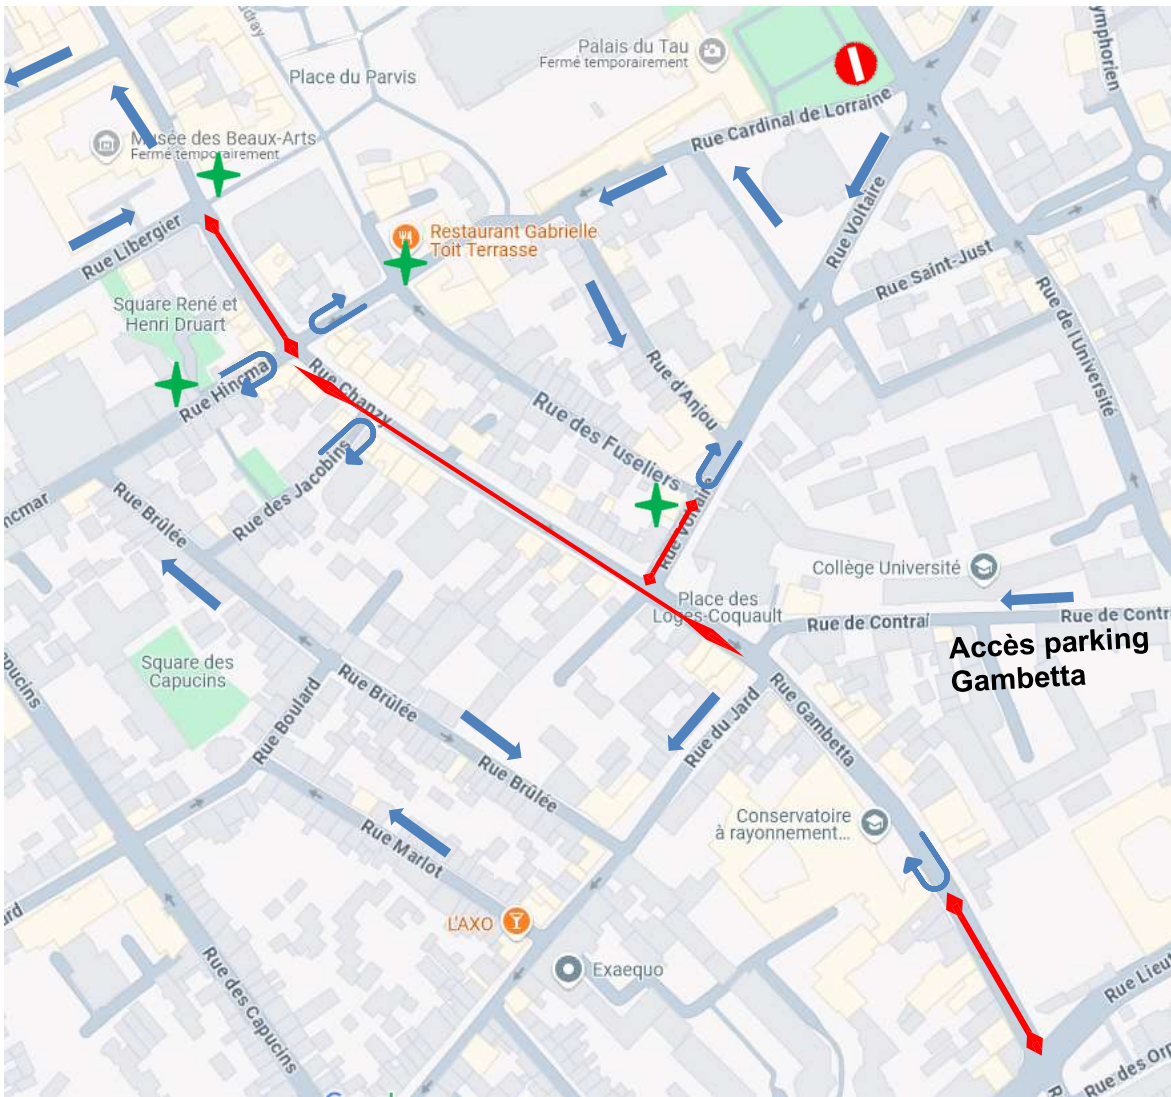 Palais du Tau
Fermé temporairement
Place du Parvis
Rue Cardinal de Lorraine
Musée des Beaux-Arts
Fermé temporairement
Rue Libergier
Restaurant Gabrielle
Toit Terrasse
Rue Voltaire
Rue Saint-Just
Rue de l'Université
Square René et
Henri Druart
Rue Hincmar
Rue Chanzy
Rue d'Anjou
Rue des Fuseliers
Rue des Jacobins
Rue Brûlée
Rue Voltaire
Collège Université
Place des
Loges-Coquault
Rue de Contrai
Rue de Contr
Accès parking
Gambetta
Square des
Capucins
Rue Brûlée
Rue Boulard
Rue Gambetta
Rue du Jard
Rue Brûlée
Rue Marlot
Conservatoire
à rayonnement...
L'AXO
Exaequo
Rue des Capucins
Rue Lieut
Rue des Orp
ncmar
apucins
ymphorien